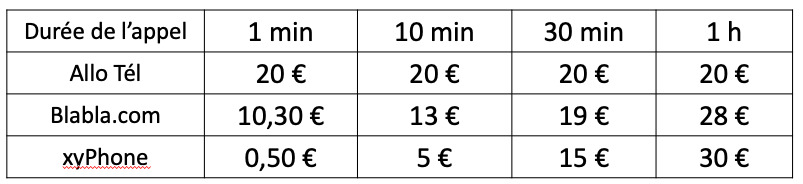 Durée de l’appel 1 min 10 min 30 min 1 h
Allo Tél 20 € 20 € 20 € 20 €
Blabla.com 10,30 € 13 € 19 € 28 €
xyPhone 0,50 € 5 € 15 € 30 €